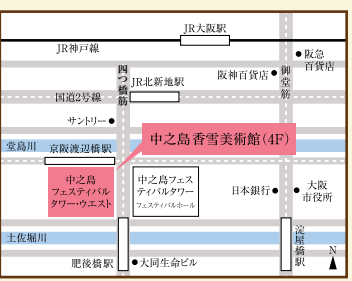 JR大阪駅
JR神戸線
阪急
百貨店
阪神百貨店
四つ橋筋
御堂筋
JR北新地駅
国道2号線
サントリー
中之島香雪美術館(4F)
堂島川
京阪渡辺橋駅
中之島
フェスティバル
タワー・ウエスト
中之島フェス
ティバルタワー
フェスティバルホール
日本銀行
大阪
市役所
土佐堀川
淀屋橋駅
肥後橋駅
大同生命ビル
N